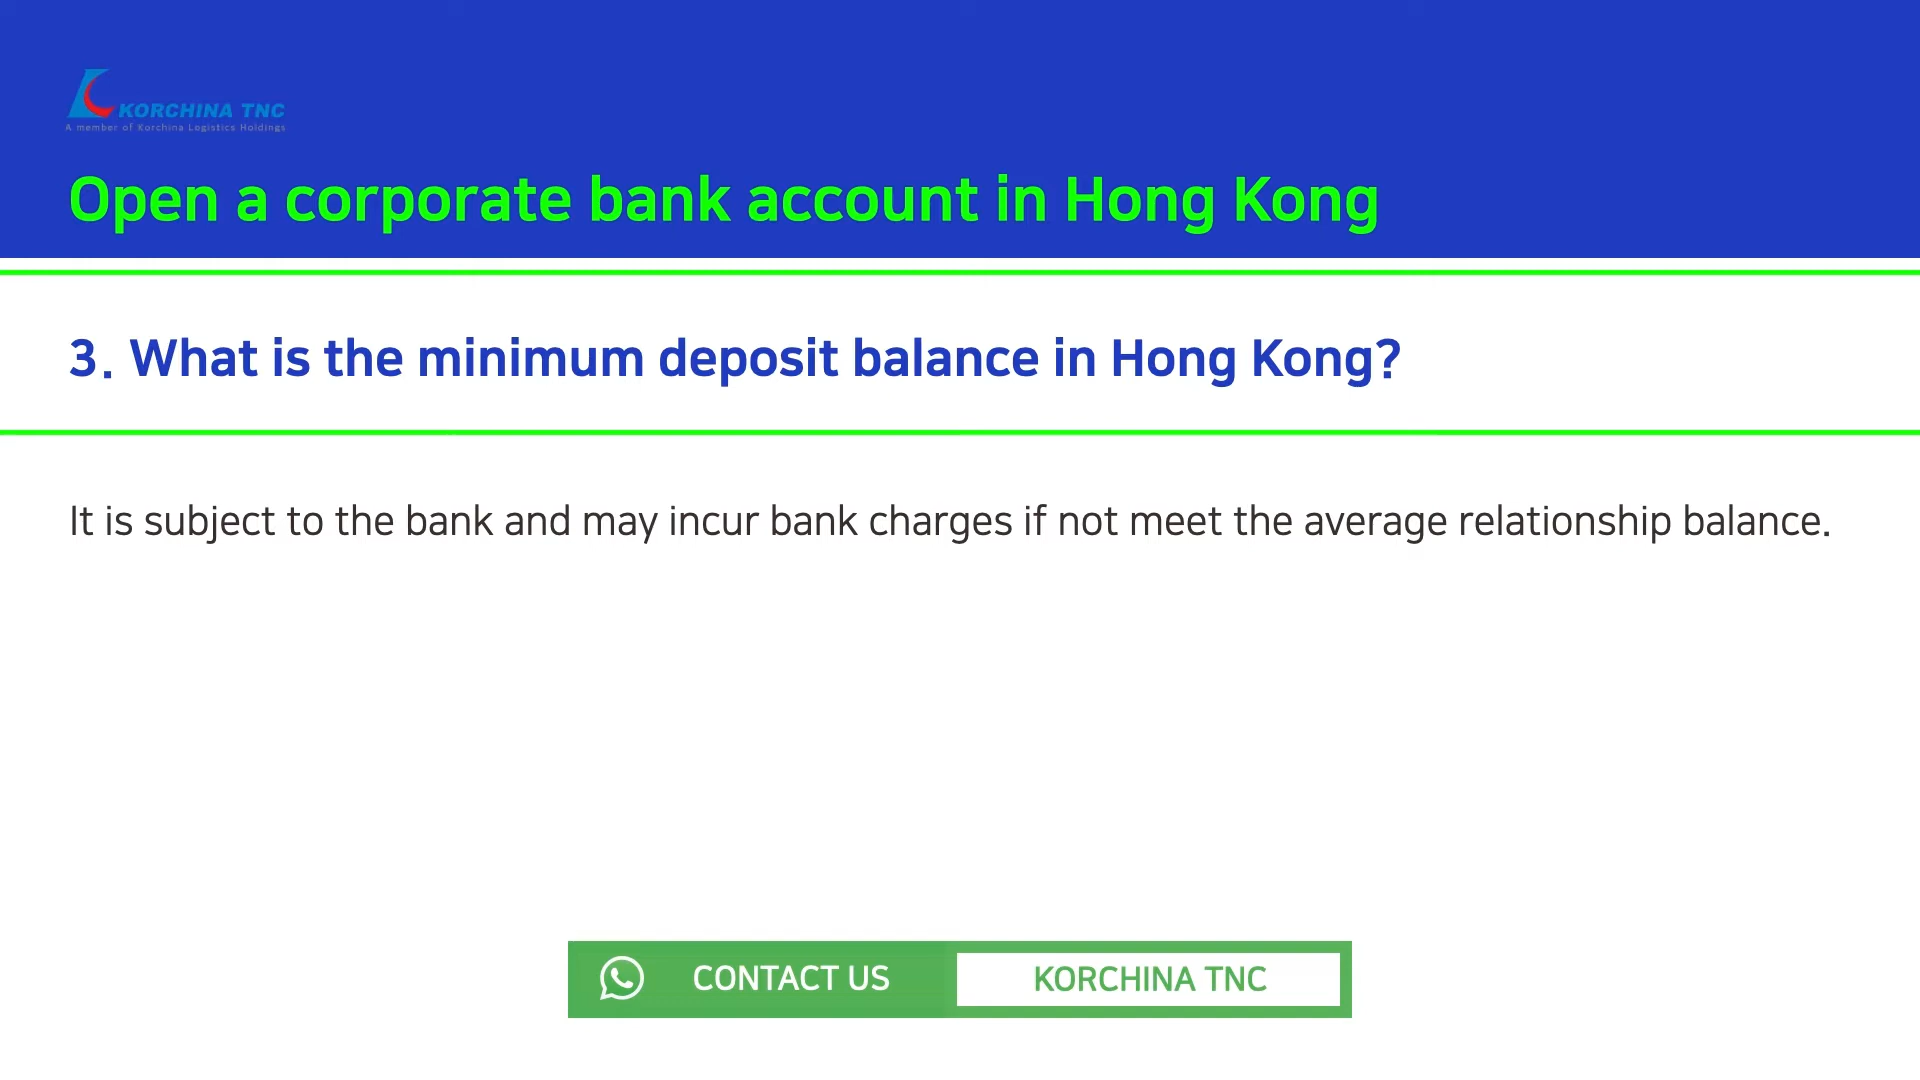 KORCHINA TNC
A member of Korchina Logistics Holdings
Open a corporate bank account in Hong Kong
3. What is the minimum deposit balance in Hong Kong?
It is subject to the bank and may incur bank charges if not meet the average relationship balance.
CONTACT US
KORCHINA TNC